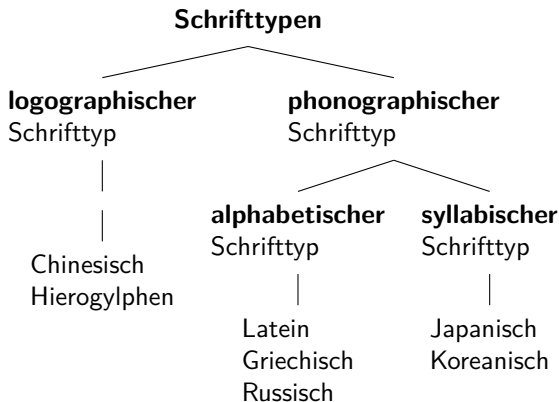 Schrifttypen
logographischer
Schrifttyp
phonographischer
Schrifttyp
alphabetischer
Schrifttyp
syllabischer
Schrifttyp
Chinesisch
Hierogylphen
Latein
Griechisch
Russisch
Japanisch
Koreanisch